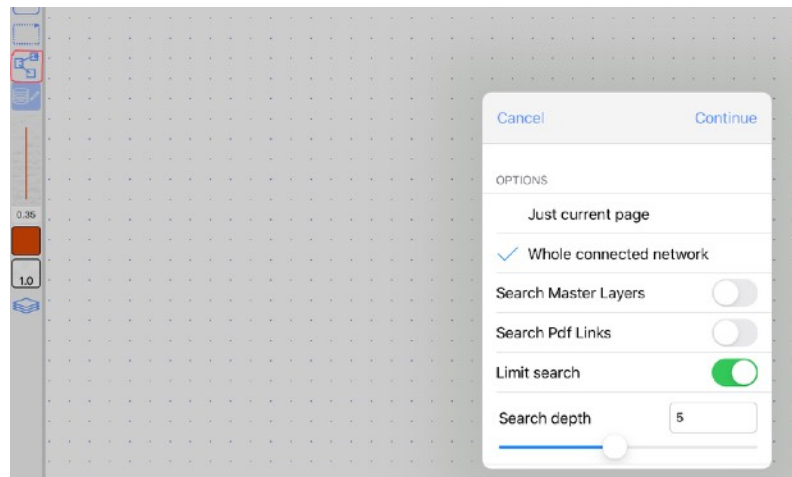 Cancel Continue
OPTIONS
Just current page
Whole connected network
Search Master Layers
Search Pdf Links
Limit search
Search depth 5
0.35
1.0